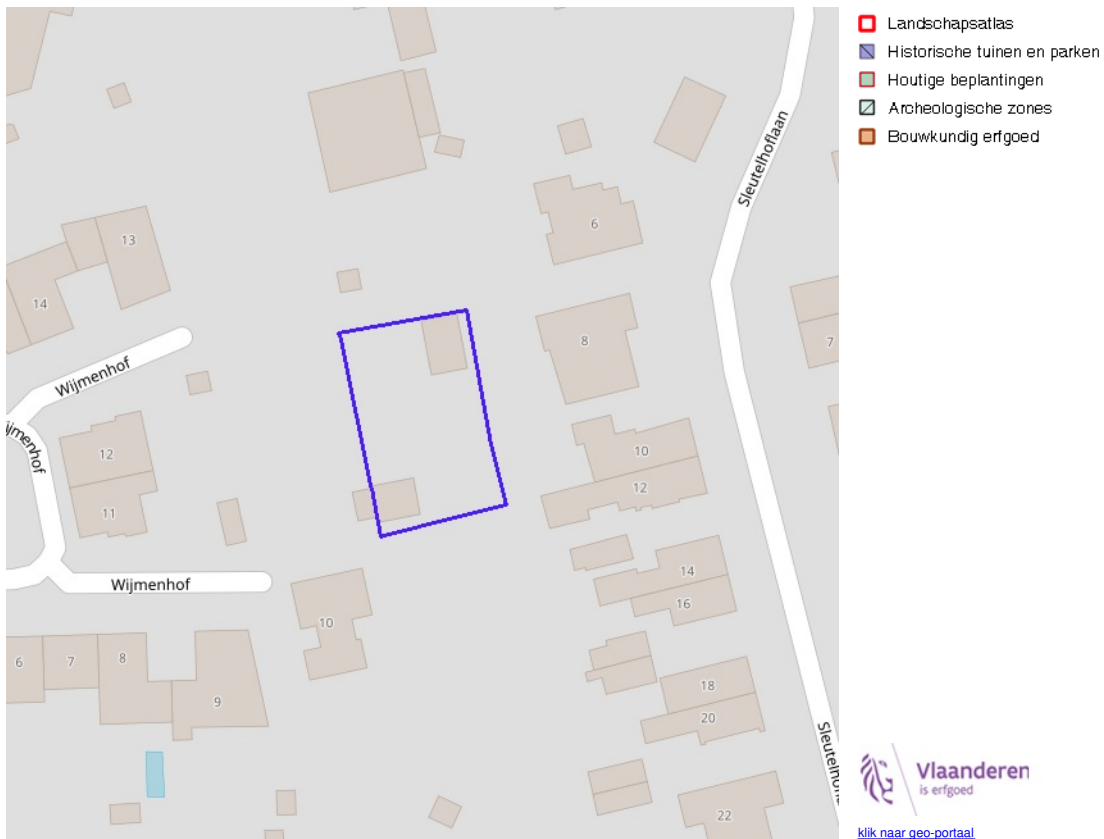 Landschapsatlas
Historische tuinen en parken
Houtige beplantingen
Archeologische zones
Bouwkundig erfgoed
Sleutelhoflaan
6
13
14
8
7
Wijmenhof
Wijmenhof
12
11
10
12
Wijmenhof
14
16
10
6
7
8
9
18
20
22
Vlaanderen
is erfgoed
klik naar geo-portaal